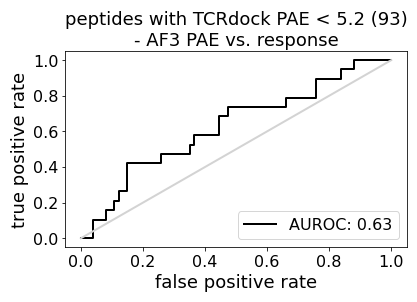 peptides with TCRdock PAE < 5.2 (93)
- AF3 PAE vs. response
1.0
0.8
0.6
0.4
0.2
0.0
true positive rate
AUROC: 0.63
0.0 0.2 0.4 0.6 0.8 1.0
false positive rate